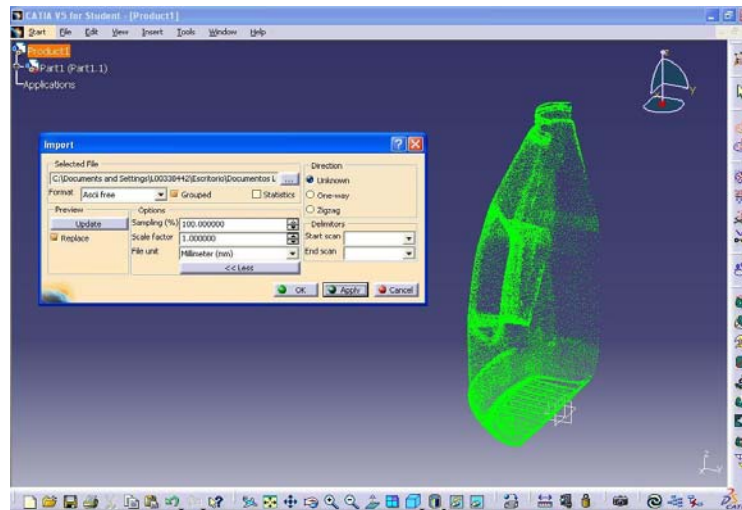 CATIA V5 for Student - [Product1]
Start File Edit View Insert Tools Window Help
Product1
Part1 (Part1.1)
Applications
Import
Selected File
C:\Documents and Settings\L00338442\Escritorio\Documentos L ...
Format Ascii free Grouped Statistics
Preview
Update
Replace
Options
Sampling (%) 100.000000
Scale factor 1.000000
File unit Millimeter (mm)
<< Less
Direction
Unknown
One-way
Zigzag
Delimitors
Start scan
End scan
OK Apply Cancel
y
z